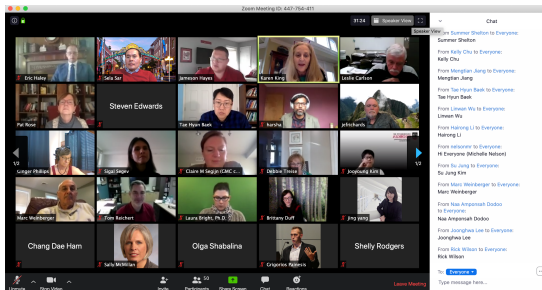 Zoom Meeting ID: 447-754-411
31:24
Speaker View
Speaker View
Eric Haley
Sela Sar
Jameson Hayes
Karen King
Leslie Carlson
Pat Rose
Steven Edwards
Tae Hyun Baek
harsha
jefrichards
Ginger Phillips
Sigal Segev
Claire M Segijn (CMC c...
Debbie Treise
Jooyoung Kim
1/2
1/2
Marc Weinberger
Tom Reichert
Laura Bright, Ph.D.
Brittany Duff
jing yang
Chang Dae Ham
Sally McMillan
Olga Shabalina
Grigorios Pamexis
Shelly Rodgers
Unmute
Stop Video
Invite
Participants
50
Share Screen
Chat
Reactions
Leave Meeting
Chat
From Summer Shelton to Everyone:
Summer Shelton
From Kelly Chu to Everyone:
Kelly Chu
From Mengtian Jiang to Everyone:
Mengtian Jiang
From Tae Hyun Baek to Everyone:
Tae Hyun Baek
From Linwan Wu to Everyone:
Linwan Wu
From Hairong Li to Everyone:
Hairong Li
From nelsonmr to Everyone:
Hi Everyone (Michelle Nelson)
From Su Jung to Everyone:
Su Jung Kim
From Marc Weinberger to Everyone:
Marc Weinberger
From Naa Amponsah Dodoo
to Everyone:
Naa Amponsah Dodoo
From Joonghwa Lee to Everyone:
Joonghwa Lee
From Rick Wilson to Everyone:
Rick Wilson
To: Everyone
Type message here...